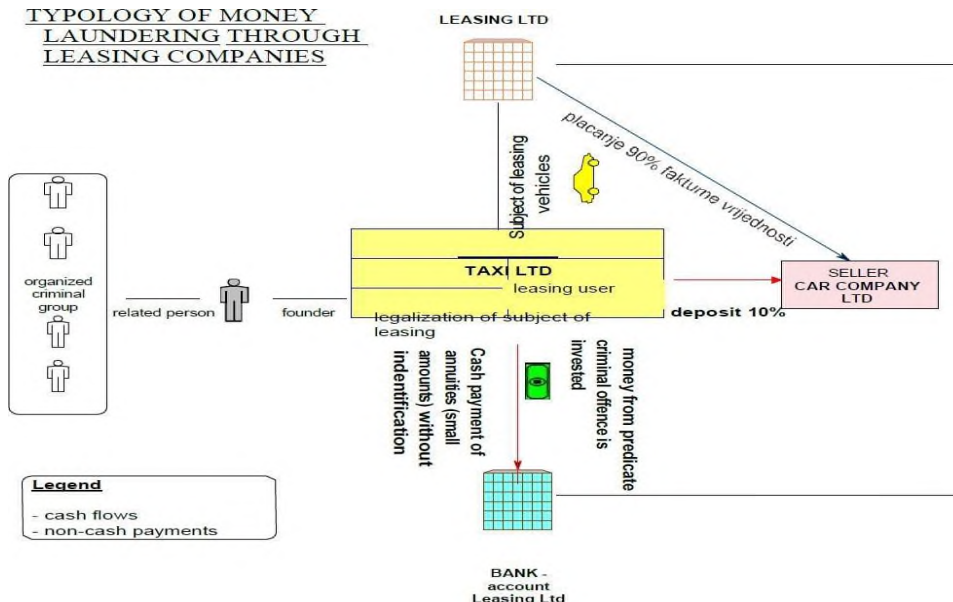 TYPOLOGY OF MONEY
LAUNDERING THROUGH
LEASING COMPANIES
LEASING LTD
Subject of leasing
vehicles
placanje 90% fakturne vrijednosti
organized
criminal
group
related person
founder
TAXI LTD
leasing user
legalization of subject of
leasing
deposit 10%
SELLER
CAR COMPANY
LTD
Cash payment of
annuities (small
amounts) without
indentification
money from predicate
criminal offence is
invested
Legend
- cash flows
- non-cash payments
BANK -
account
Leasing Ltd